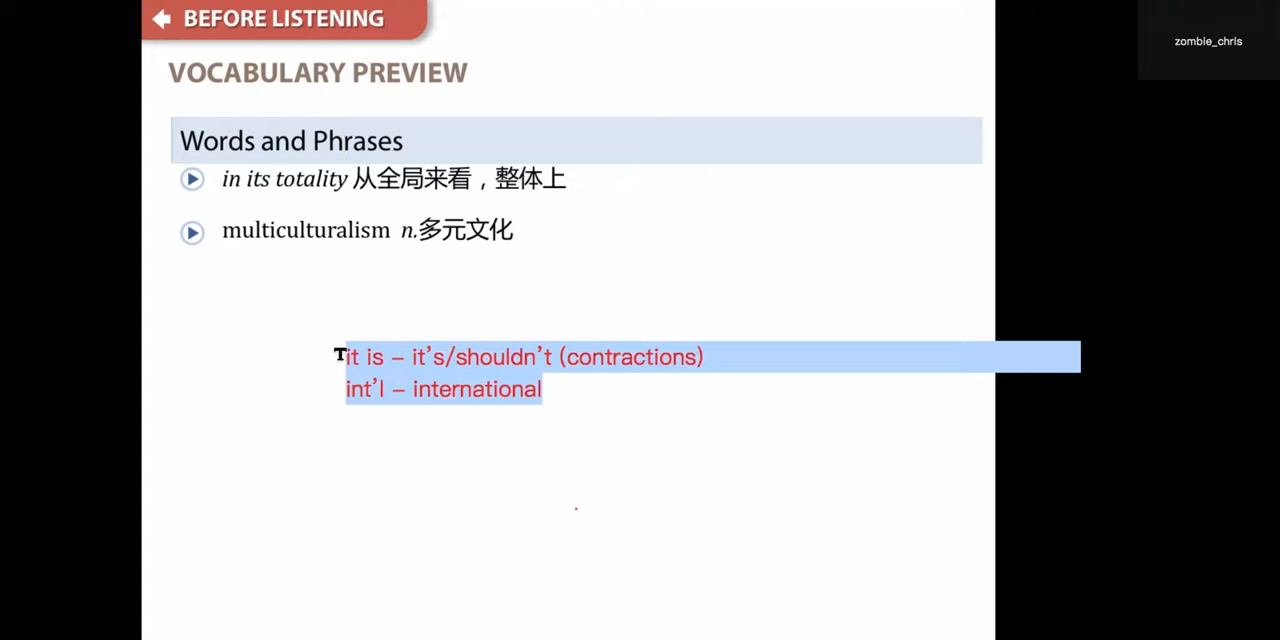 BEFORE LISTENING
zombie_chris
VOCABULARY PREVIEW
Words and Phrases
in its totality 从全局来看，整体上
multiculturalism n.多元文化
it is – it’s/shouldn’t (contractions)
int’l – international